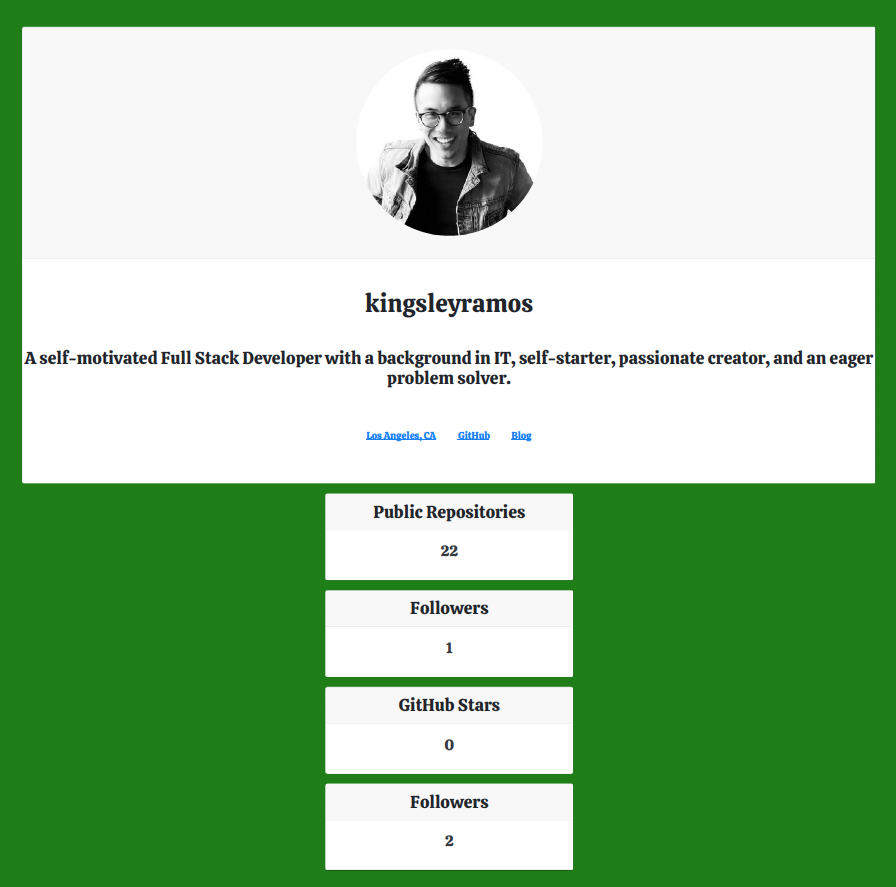 kingsleyramos
A self-motivated Full Stack Developer with a background in IT, self-starter, passionate creator, and an eager
problem solver.
Los Angeles, CA GitHub Blog
Public Repositories
22
Followers
1
GitHub Stars
0
Followers
2